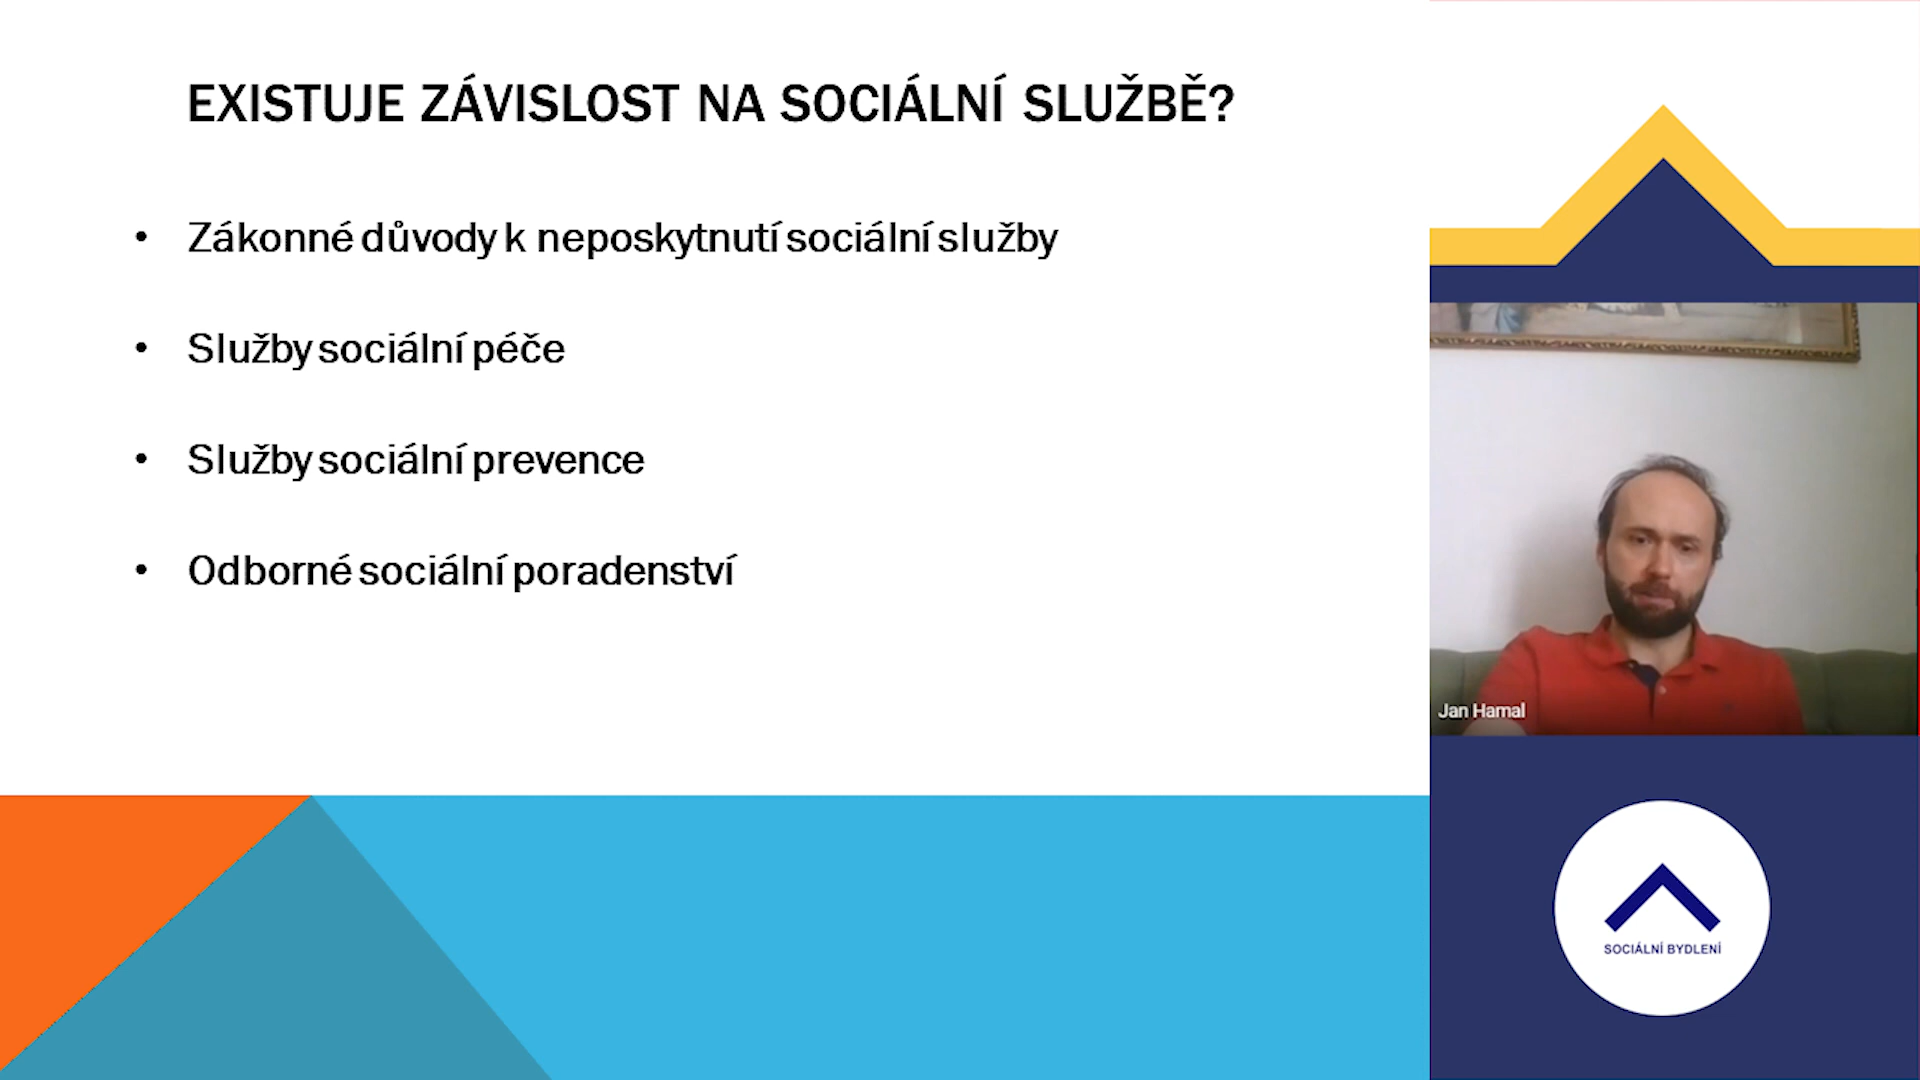 EXISTUJE ZÁVISLOST NA SOCIÁLNÍ SLUŽBĚ?
• Zákonné důvody k neposkytnutí sociální služby
• Služby sociální péče
• Služby sociální prevence
• Odborné sociální poradenství
Jan Hamal
SOCIÁLNÍ BYDLENÍ